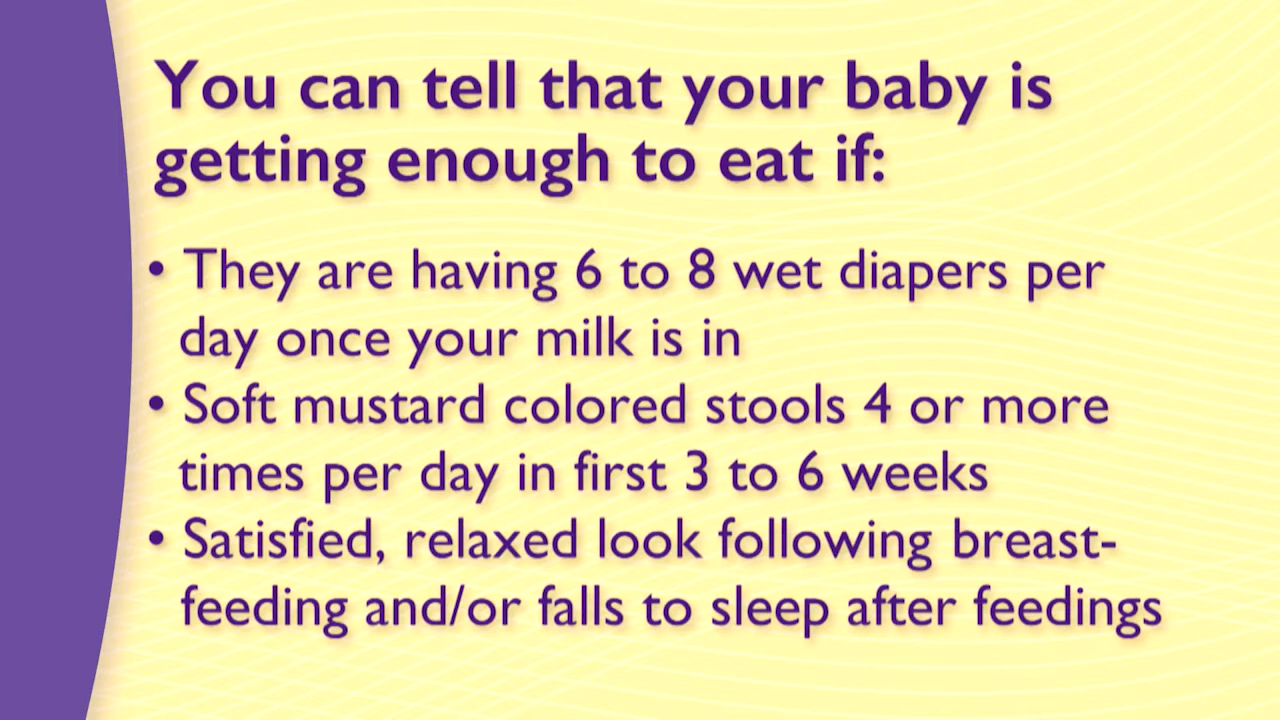 You can tell that your baby is
getting enough to eat if:
• They are having 6 to 8 wet diapers per
day once your milk is in
• Soft mustard colored stools 4 or more
times per day in first 3 to 6 weeks
• Satisfied, relaxed look following breast-
feeding and/or falls to sleep after feedings